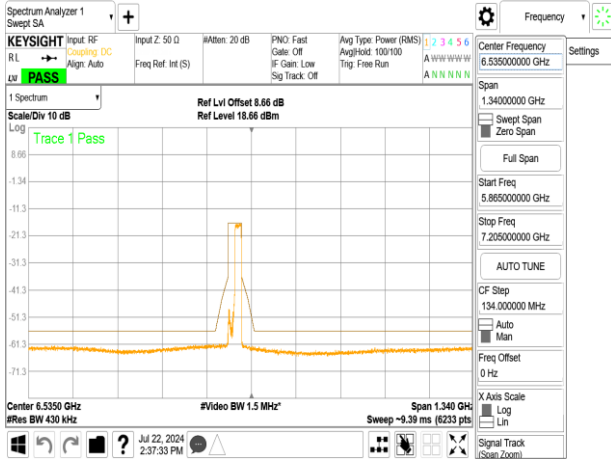 Spectrum Analyzer 1
Swept SA
+
Frequency
KEYSIGHT
RL
LXI
PASS
Input: RF
Coupling: DC
Align: Auto
Input Z: 50 Ω
Freq Ref: Int (S)
#Atten: 20 dB
PNO: Fast
Gate: Off
IF Gain: Low
Sig Track: Off
Avg Type: Power (RMS)
Avg|Hold: 100/100
Trig: Free Run
1 2 3 4 5 6
A W W W W W
A N N N N N
1 Spectrum
Scale/Div 10 dB
Ref Lvl Offset 8.66 dB
Ref Level 18.66 dBm
Log
Trace 1 Pass
8.66
-1.34
-11.3
-21.3
-31.3
-41.3
-51.3
-61.3
-71.3
Center 6.5350 GHz
#Res BW 430 kHz
#Video BW 1.5 MHz*
Span 1.340 GHz
Sweep ~9.39 ms (6233 pts)
Jul 22, 2024
2:37:33 PM
Center Frequency
6.535000000 GHz
Settings
Span
1.34000000 GHz
Swept Span
Zero Span
Full Span
Start Freq
5.865000000 GHz
Stop Freq
7.205000000 GHz
AUTO TUNE
CF Step
134.000000 MHz
Auto
Man
Freq Offset
0 Hz
X Axis Scale
Log
Lin
Signal Track
(Span Zoom)